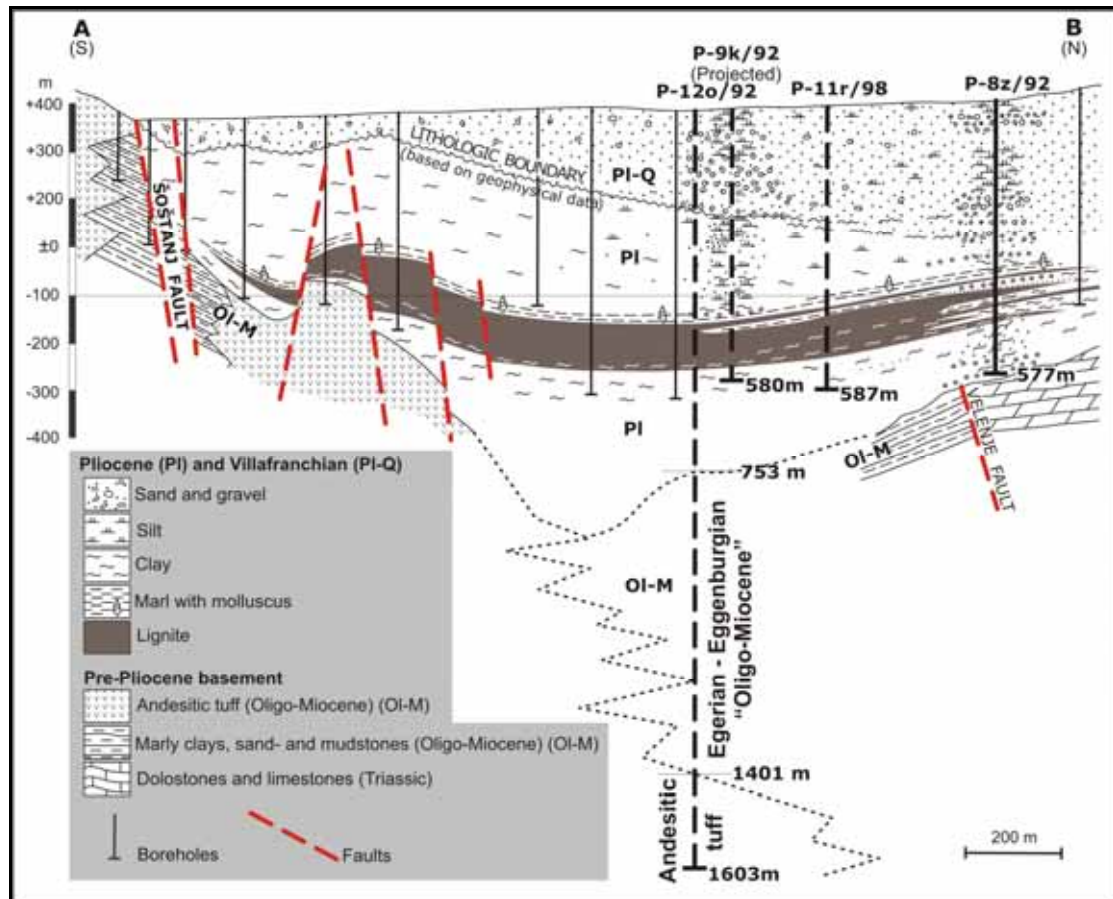 A
(S)
B
(N)
P-9k/92
(Projected)
P-12o/92
P-11r/98
P-8z/92
m
+400
+300
+200
±0
-100
-200
-300
-400
LITHOLOGIC BOUNDARY
(based on geophysical data)
Pl-Q
Pl
ŠOŠTANJ FAULT
Ol-M
580m
587m
577m
Pl
Ol-M
VELENJE FAULT
753 m
Ol-M
Egerian - Eggenburgian
"Oligo-Miocene"
1401 m
Andesitic
tuff
1603m
200 m
Pliocene (Pl) and Villafranchian (Pl-Q)
Sand and gravel
Silt
Clay
Marl with molluscus
Lignite
Pre-Pliocene basement
Andesitic tuff (Oligo-Miocene) (Ol-M)
Marly clays, sand- and mudstones (Oligo-Miocene) (Ol-M)
Dolostones and limestones (Triassic)
Boreholes
Faults